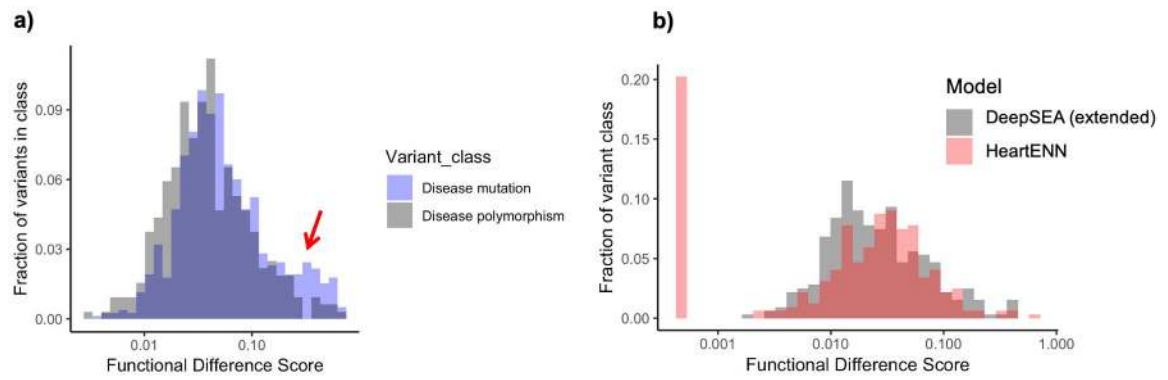 a)
Fraction of variants in class
0.09
0.06
0.03
0.00
0.01
0.10
Functional Difference Score
Variant_class
Disease mutation
Disease polymorphism
b)
Fraction of variant class
0.20
0.15
0.10
0.05
0.00
0.001
0.010
0.100
1.000
Functional Difference Score
Model
DeepSEA (extended)
HeartENN